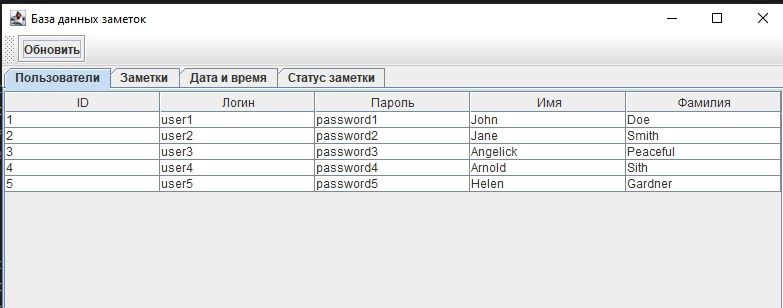 База данных заметок
Обновить
Пользователи Заметки Дата и время Статус заметки
ID Логин Пароль Имя Фамилия
1 user1 password1 John Doe
2 user2 password2 Jane Smith
3 user3 password3 Angelick Peaceful
4 user4 password4 Arnold Sith
5 user5 password5 Helen Gardner